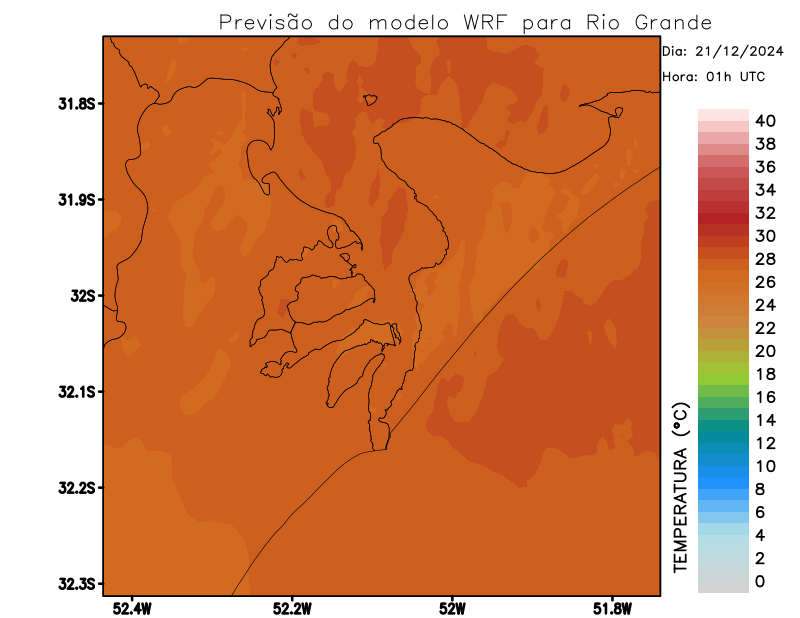 Previsão do modelo WRF para Rio Grande
Dia: 21/12/2024
Hora: 01h UTC
31.8S
31.9S
32S
32.1S
32.2S
32.3S
52.4W
52.2W
52W
51.8W
TEMPERATURA (°C)
40
38
36
34
32
30
28
26
24
22
20
18
16
14
12
10
8
6
4
2
0